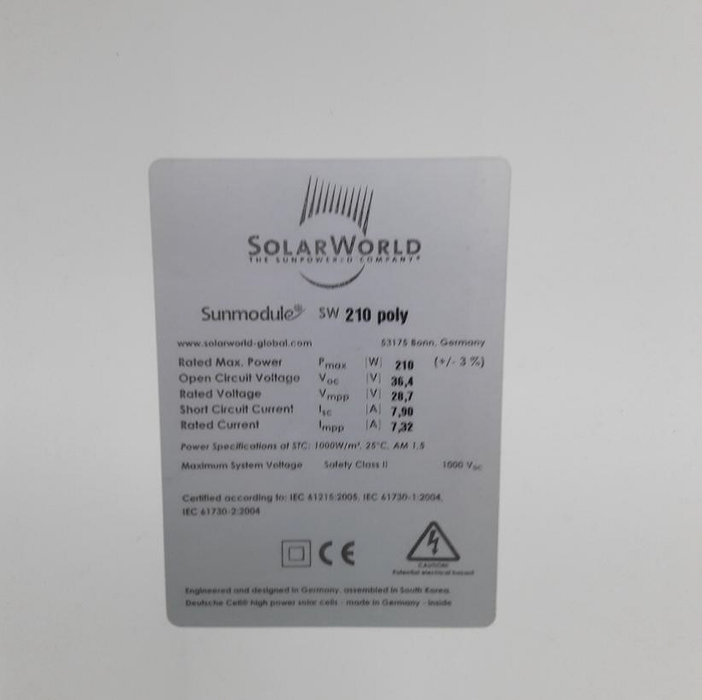 SOLARWORLD
THE SUNPOWERED COMPANY®
Sunmodule® SW 210 poly
www.solarworld-global.com 53175 Bonn, Germany
Rated Max. Power Pmax |W| 210 (+/- 3 %)
Open Circuit Voltage Voc |V| 36,4
Rated Voltage Vmpp |V| 28,7
Short Circuit Current Isc |A| 7,90
Rated Current Impp |A| 7,32
Power Specifications at STC: 1000W/m², 25°C, AM 1.5
Maximum System Voltage Safety Class II 1000 VDC
Certified according to: IEC 61215:2005, IEC 61730-1:2004,
IEC 61730-2:2004
CE
CAUTION!
Potential electrical hazard
Engineered and designed in Germany, assembled in South Korea.
Deutsche Cell® high power solar cells - made in Germany - inside